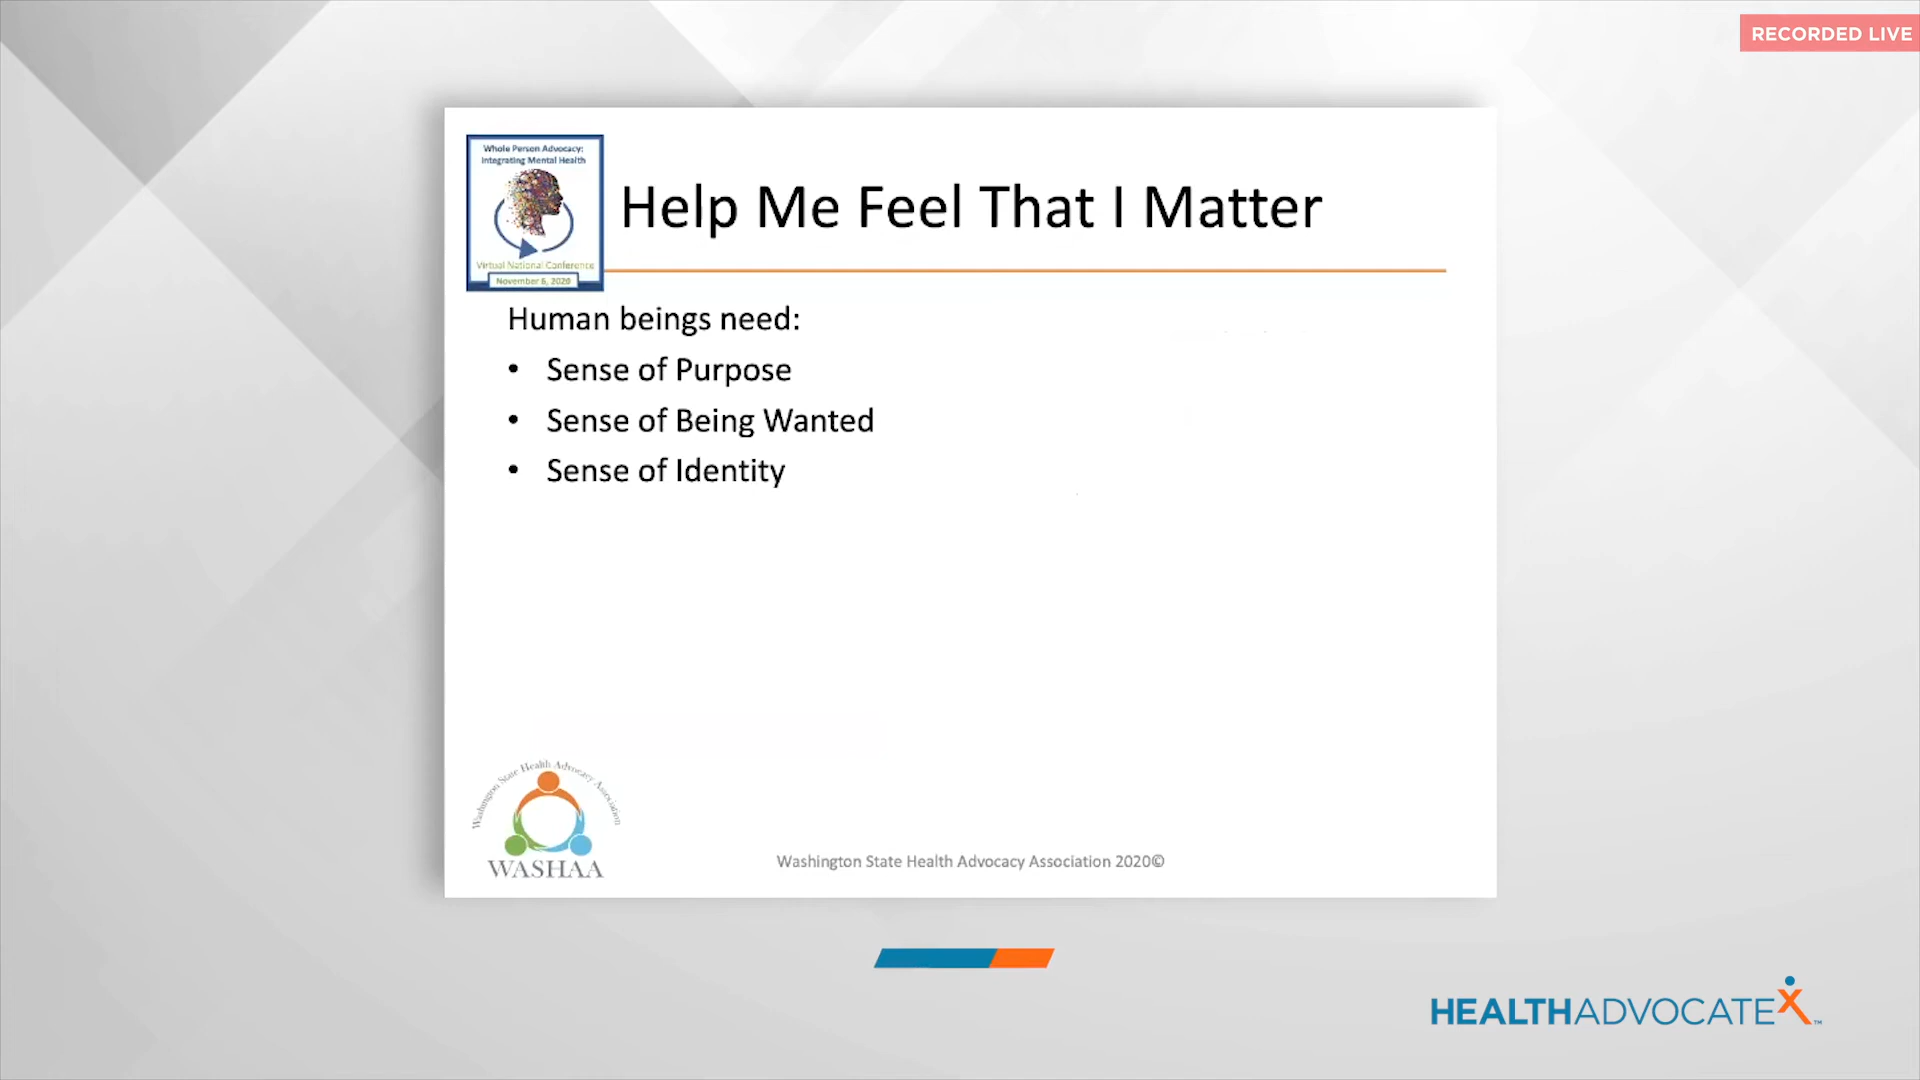 RECORDED LIVE
Whole Person Advocacy:
Integrating Mental Health
Virtual National Conference
November 6, 2020
Help Me Feel That I Matter
Human beings need:
• Sense of Purpose
• Sense of Being Wanted
• Sense of Identity
Washington State Health Advocacy Association
WASHAA
Washington State Health Advocacy Association 2020©
HEALTHADVOCATEX™